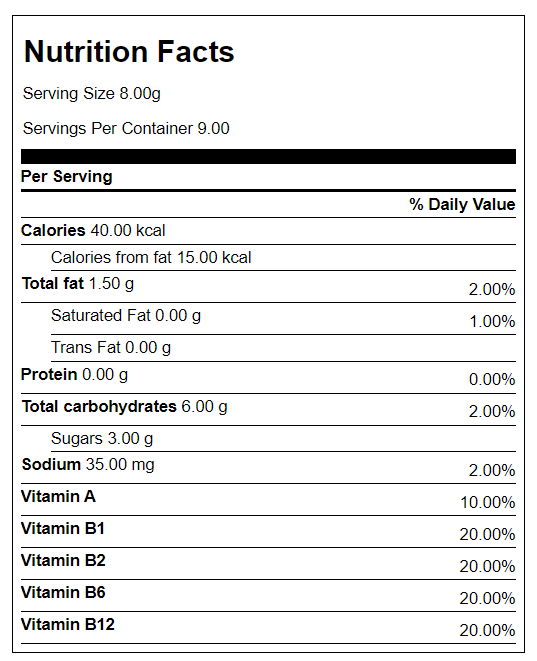 Nutrition Facts
Serving Size 8.00g
Servings Per Container 9.00
Per Serving
% Daily Value
Calories 40.00 kcal
Calories from fat 15.00 kcal
Total fat 1.50 g 2.00%
Saturated Fat 0.00 g 1.00%
Trans Fat 0.00 g
Protein 0.00 g 0.00%
Total carbohydrates 6.00 g 2.00%
Sugars 3.00 g
Sodium 35.00 mg 2.00%
Vitamin A 10.00%
Vitamin B1 20.00%
Vitamin B2 20.00%
Vitamin B6 20.00%
Vitamin B12 20.00%